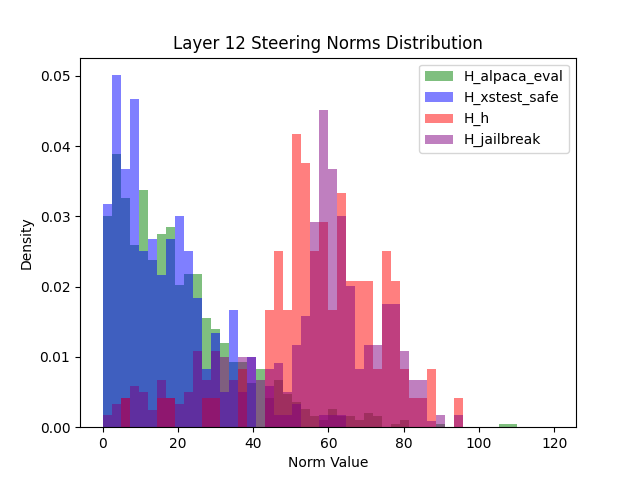 Layer 12 Steering Norms Distribution
H_alpaca_eval
H_xstest_safe
H_h
H_jailbreak
0.05
0.04
0.03
0.02
0.01
0.00
Density
0 20 40 60 80 100 120
Norm Value